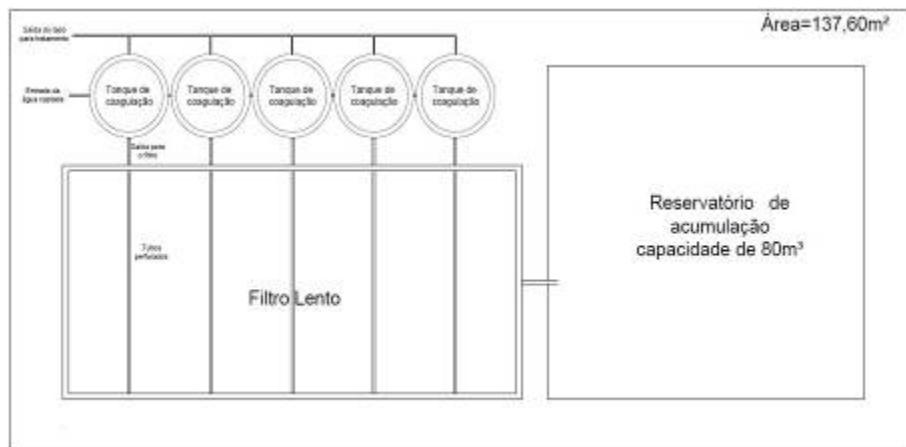 Área=137,60m²
Saída do lodo
para tratamento
Entrada da
água captada
Tanque de
coagulação
Tanque de
coagulação
Tanque de
coagulação
Tanque de
coagulação
Tanque de
coagulação
Saída para
o filtro
Tubos
perfurados
Filtro Lento
Reservatório de
acumulação
capacidade de 80m³